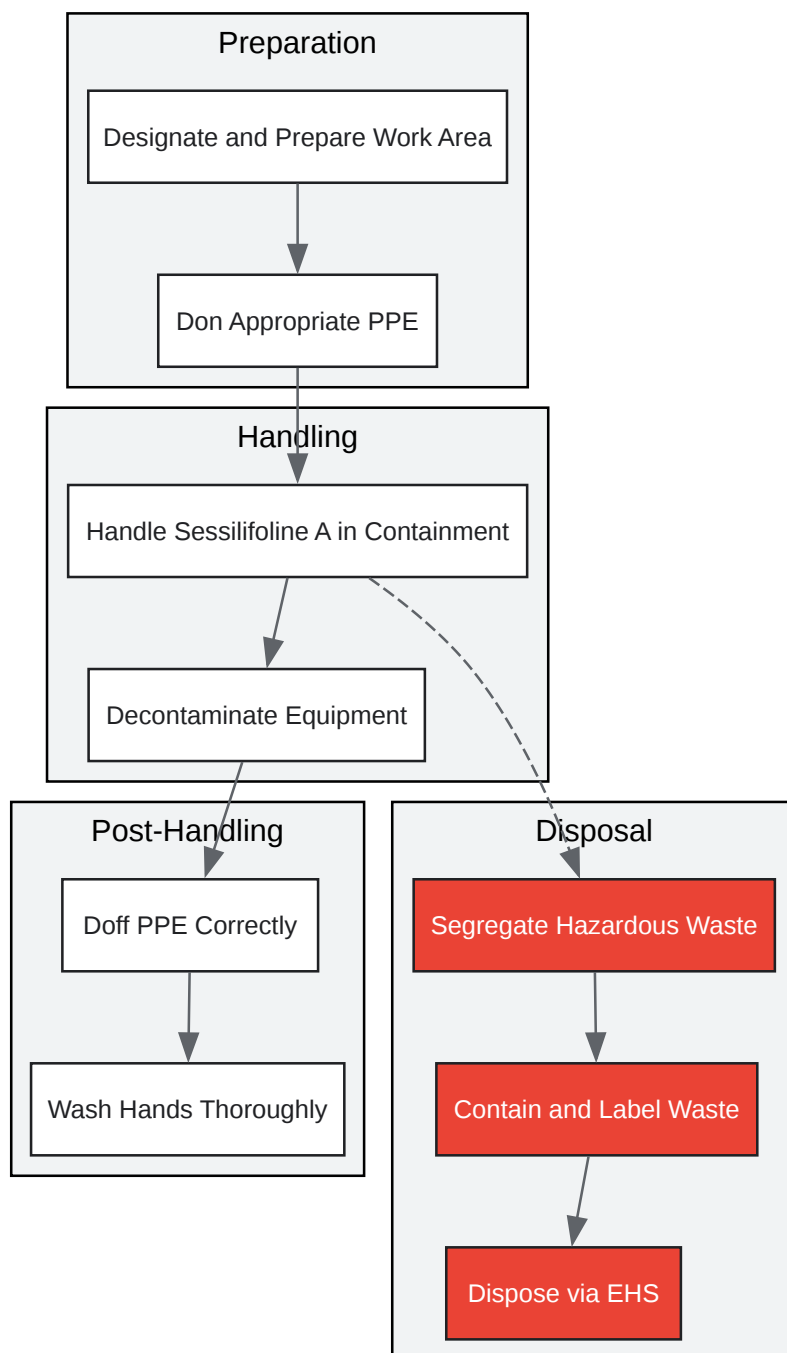 Preparation
Designate and Prepare Work Area
Don Appropriate PPE
Handling
Handle Sessilifoline A in Containment
Decontaminate Equipment
Post-Handling
Doff PPE Correctly
Wash Hands Thoroughly
Disposal
Segregate Hazardous Waste
Contain and Label Waste
Dispose via EHS